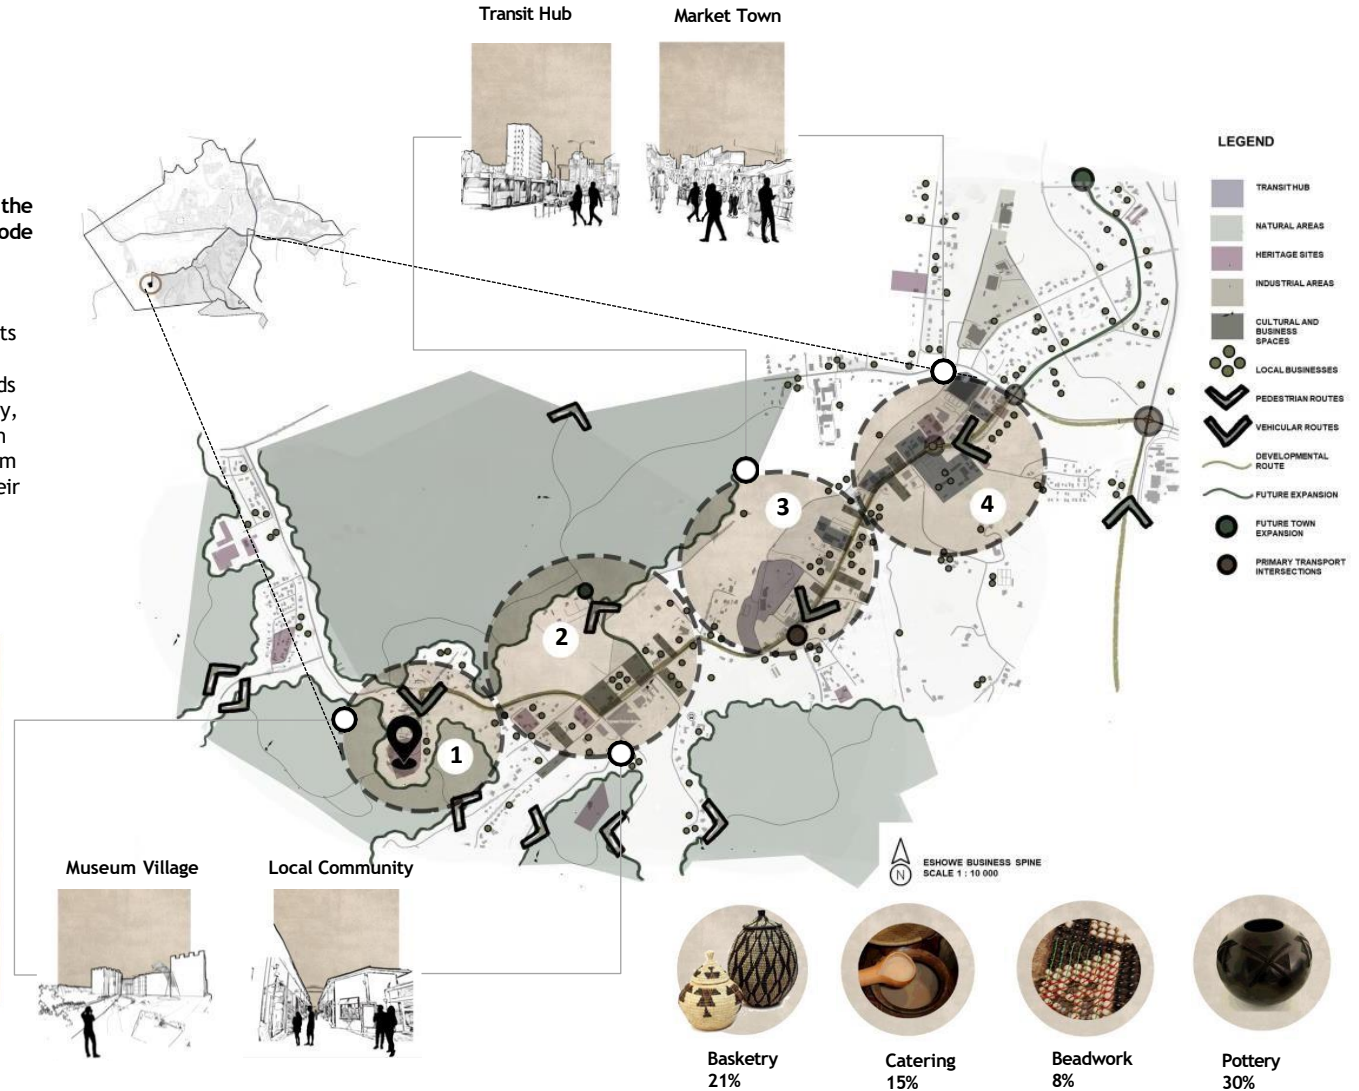 Transit Hub
Market Town
the
ode
ts
ds
y,
n
m
eir
LEGEND
TRANSIT HUB
NATURAL AREAS
HERITAGE SITES
INDUSTRIAL AREAS
CULTURAL AND
BUSINESS
SPACES
LOCAL BUSINESSES
PEDESTRIAN ROUTES
VEHICULAR ROUTES
DEVELOPMENTAL
ROUTE
FUTURE EXPANSION
FUTURE TOWN
EXPANSION
PRIMARY TRANSPORT
INTERSECTIONS
4
3
2
1
N
ESHOWE BUSINESS SPINE
SCALE 1 : 10 000
Museum Village
Local Community
Basketry
21%
Catering
15%
Beadwork
8%
Pottery
30%